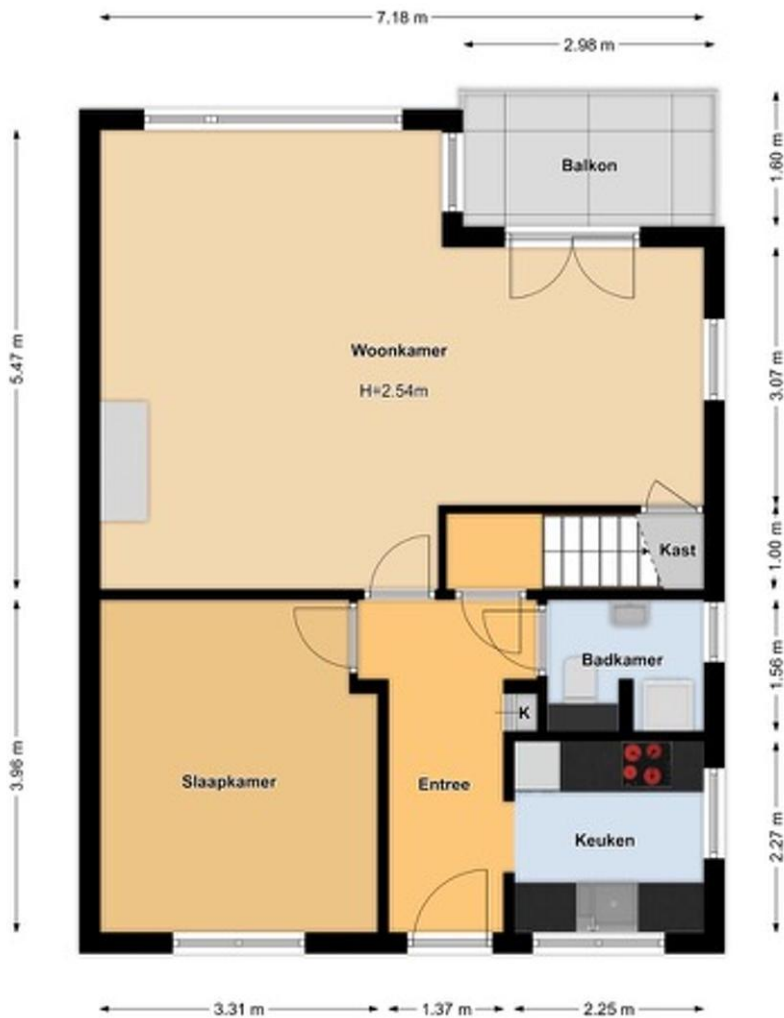 7.18 m
2.98 m
Balkon
1.60 m
Woonkamer
H=2.54m
5.47 m
3.07 m
Kast
1.00 m
Badkamer
1.56 m
K
Slaapkamer
Entree
3.96 m
Keuken
2.27 m
3.31 m
1.37 m
2.25 m